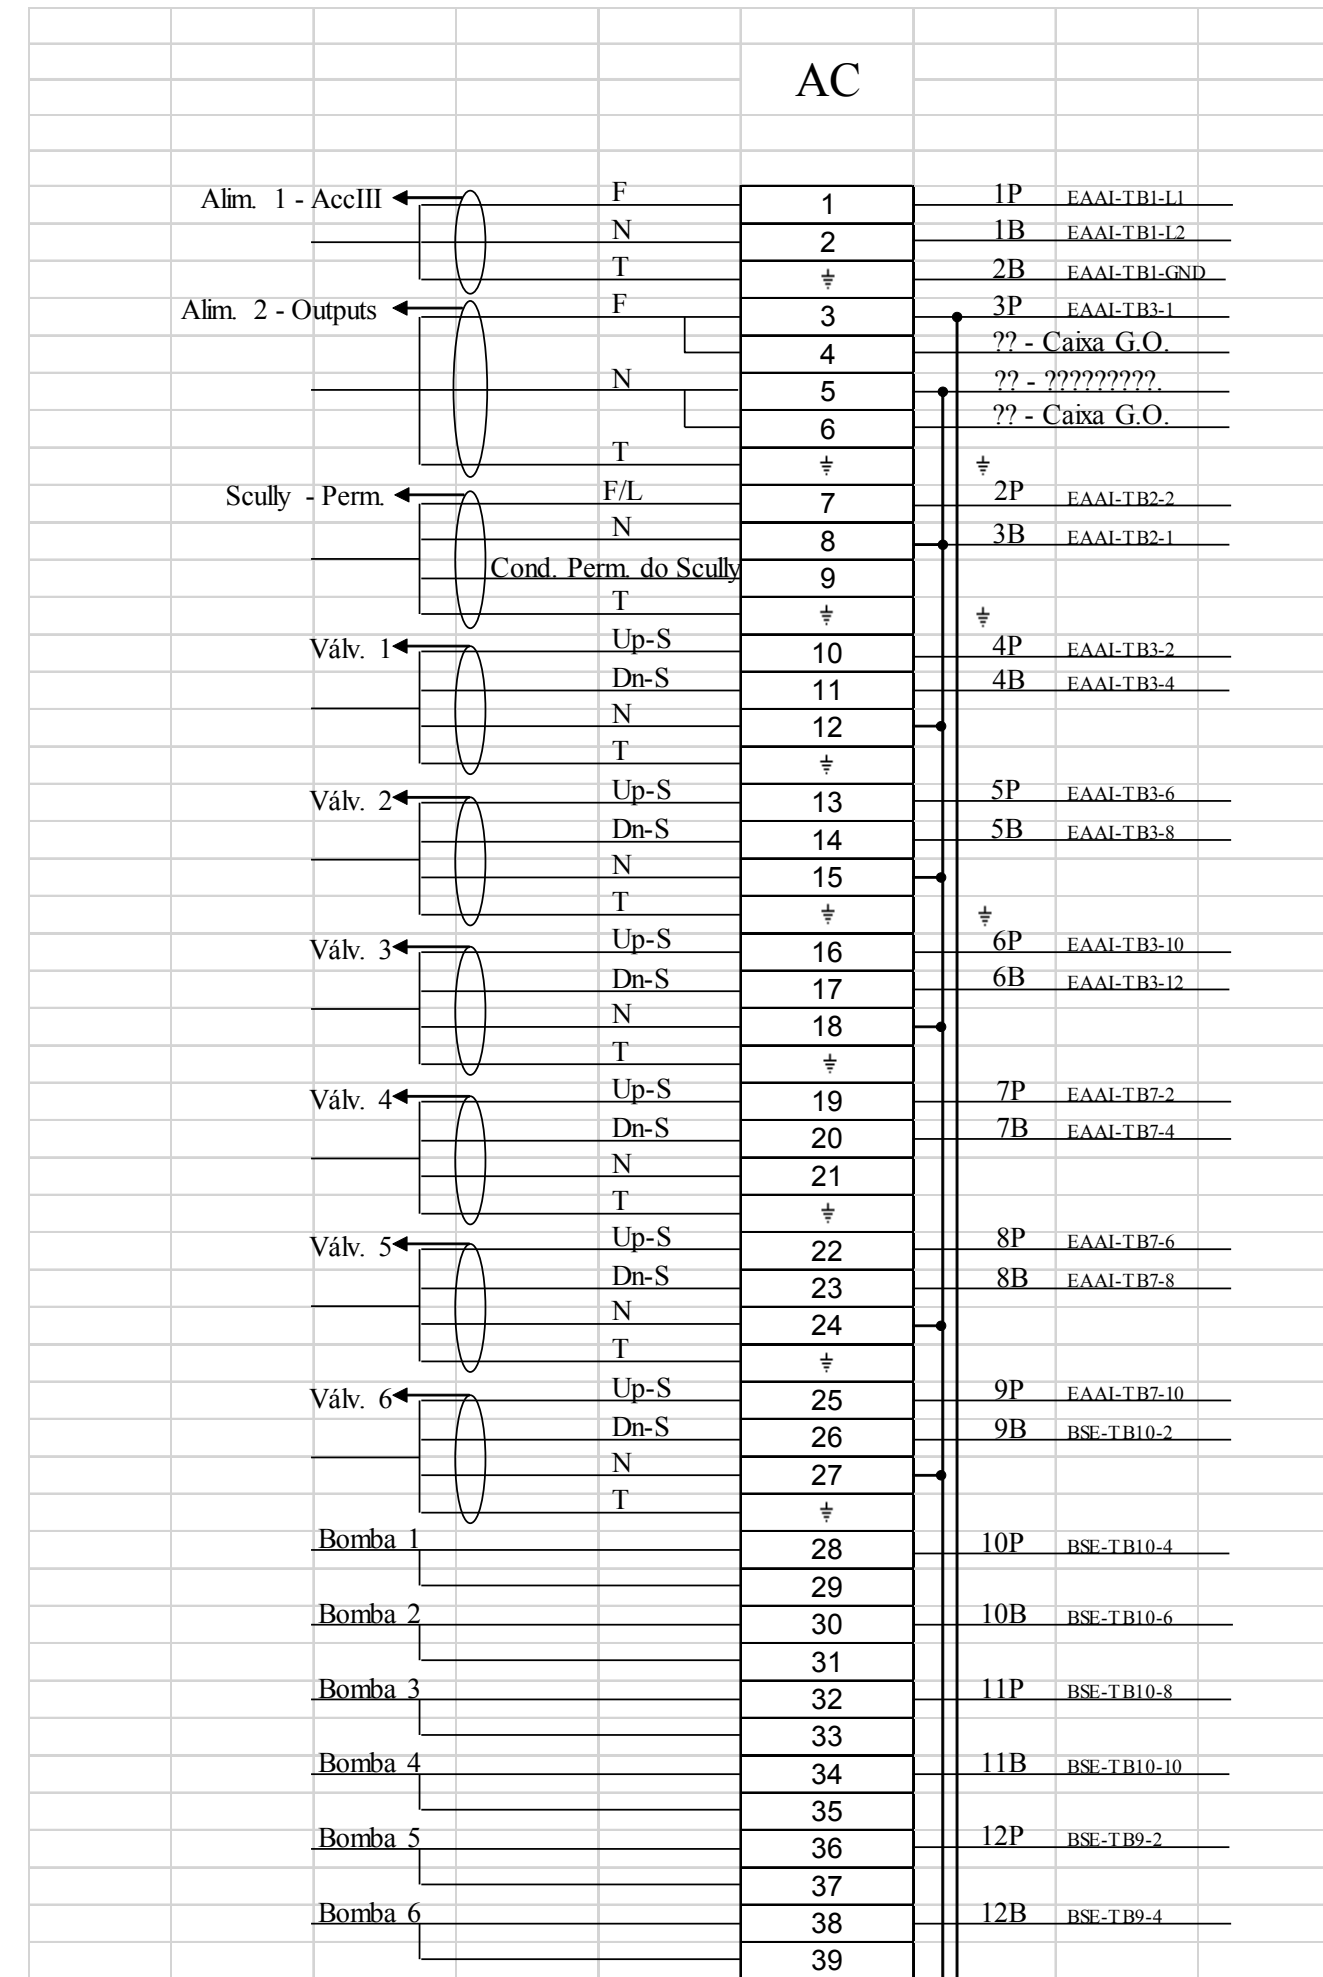 AC
Alim. 1 - AccIII F 1 1P EAAI-TB1-L1
N 2 1B EAAI-TB1-L2
T 2B EAAI-TB1-GND
Alim. 2 - Outputs F 3 3P EAAI-TB3-1
4 ?? - Caixa G.O.
N 5 ?? - ?????????.
6 ?? - Caixa G.O.
T
Scully - Perm. F/L 7 2P EAAI-TB2-2
N 8 3B EAAI-TB2-1
Cond. Perm. do Scully 9
T
Válv. 1 Up-S 10 4P EAAI-TB3-2
Dn-S 11 4B EAAI-TB3-4
N 12
T
Válv. 2 Up-S 13 5P EAAI-TB3-6
Dn-S 14 5B EAAI-TB3-8
N 15
T
Válv. 3 Up-S 16 6P EAAI-TB3-10
Dn-S 17 6B EAAI-TB3-12
N 18
T
Válv. 4 Up-S 19 7P EAAI-TB7-2
Dn-S 20 7B EAAI-TB7-4
N 21
T
Válv. 5 Up-S 22 8P EAAI-TB7-6
Dn-S 23 8B EAAI-TB7-8
N 24
T
Válv. 6 Up-S 25 9P EAAI-TB7-10
Dn-S 26 9B BSE-TB10-2
N 27
T
Bomba 1 28 10P BSE-TB10-4
29
Bomba 2 30 10B BSE-TB10-6
31
Bomba 3 32 11P BSE-TB10-8
33
Bomba 4 34 11B BSE-TB10-10
35
Bomba 5 36 12P BSE-TB9-2
37
Bomba 6 38 12B BSE-TB9-4
39